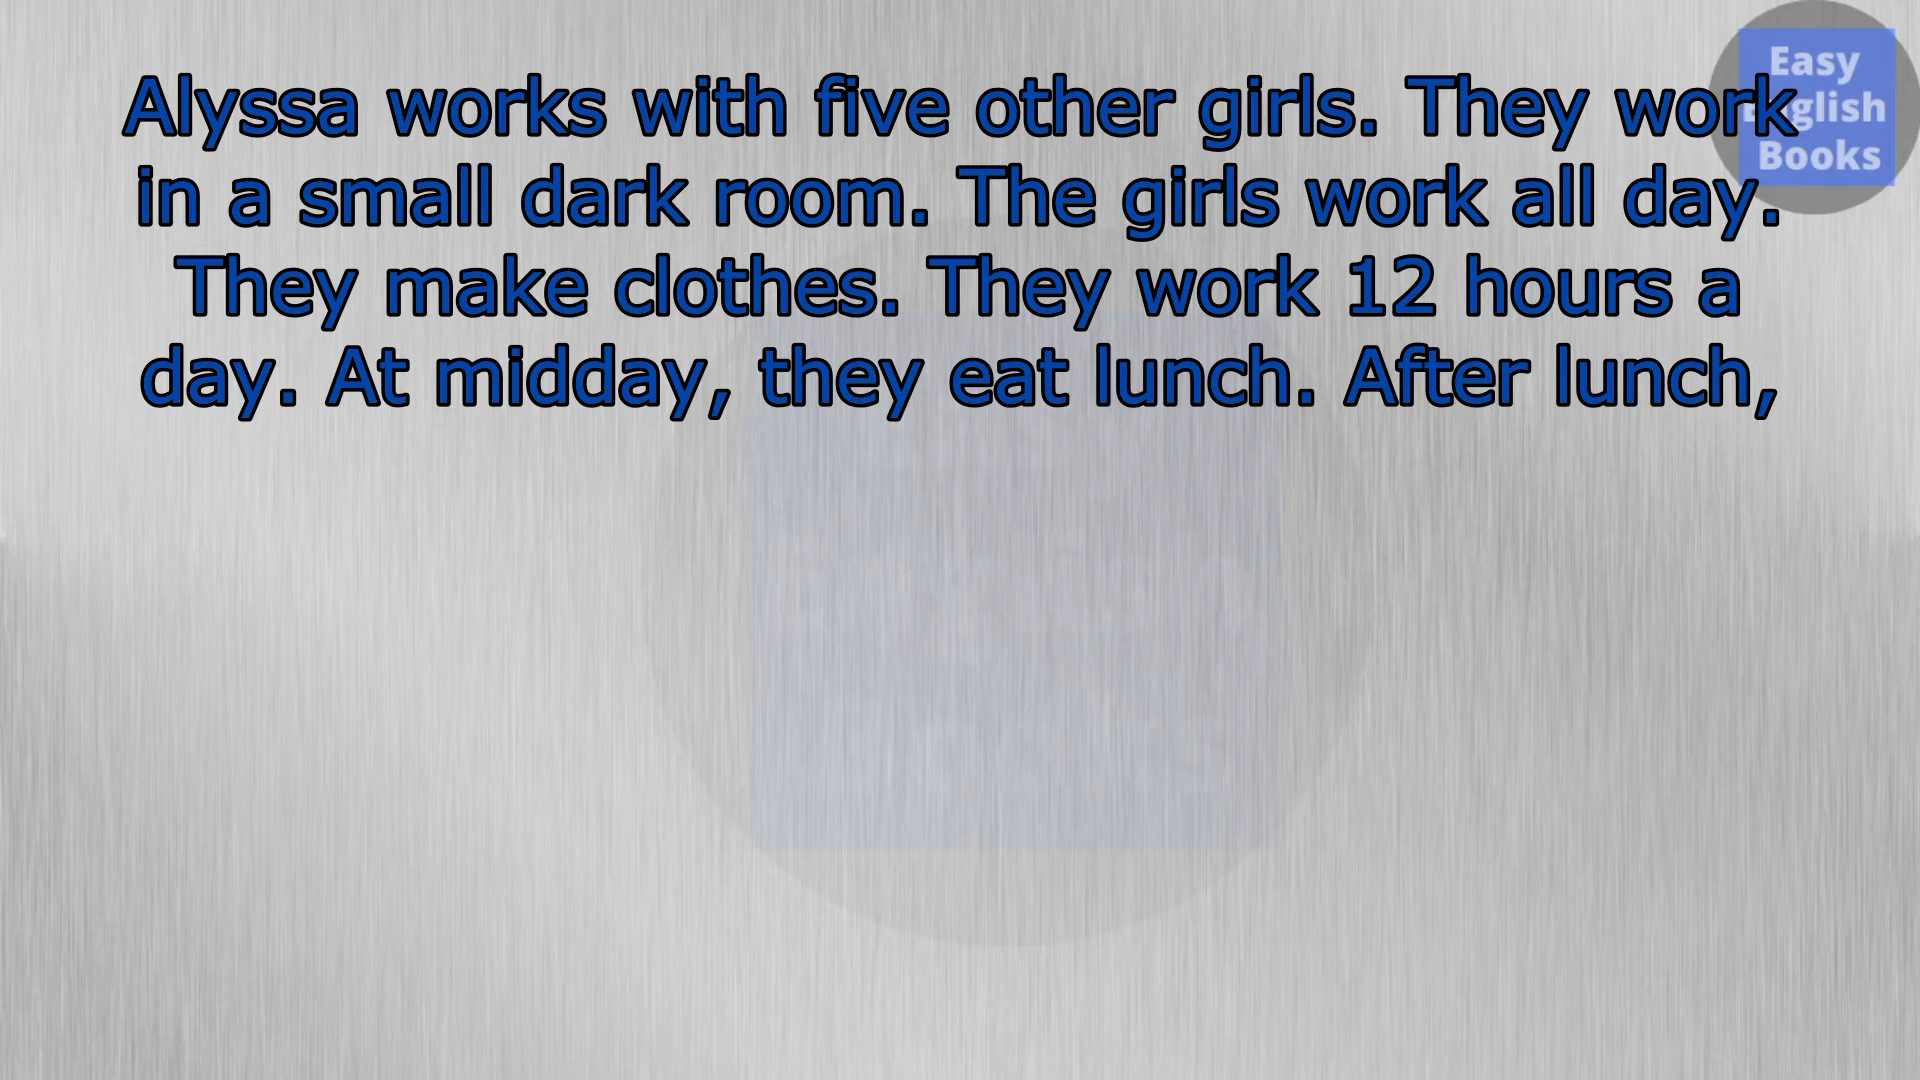 Alyssa works with five other girls. They work
in a small dark room. The girls work all day.
They make clothes. They work 12 hours a
day. At midday, they eat lunch. After lunch,
Easy
Books